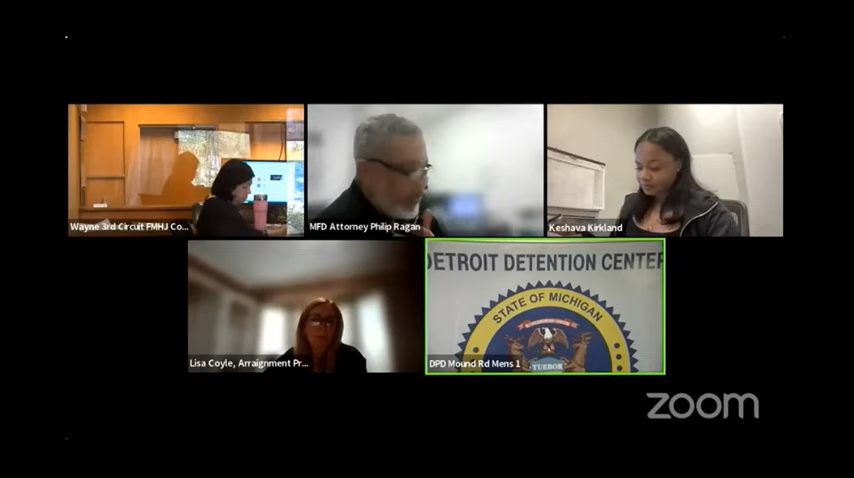 Wayne 3rd Circuit FMHJ Co...
MFD Attorney Philip Ragan
Keshava Kirkland
Lisa Coyle, Arraignment Pr...
DETROIT DETENTION CENTER
STATE OF MICHIGAN
TUEBOR
DPD Mound Rd Mens 1
zoom